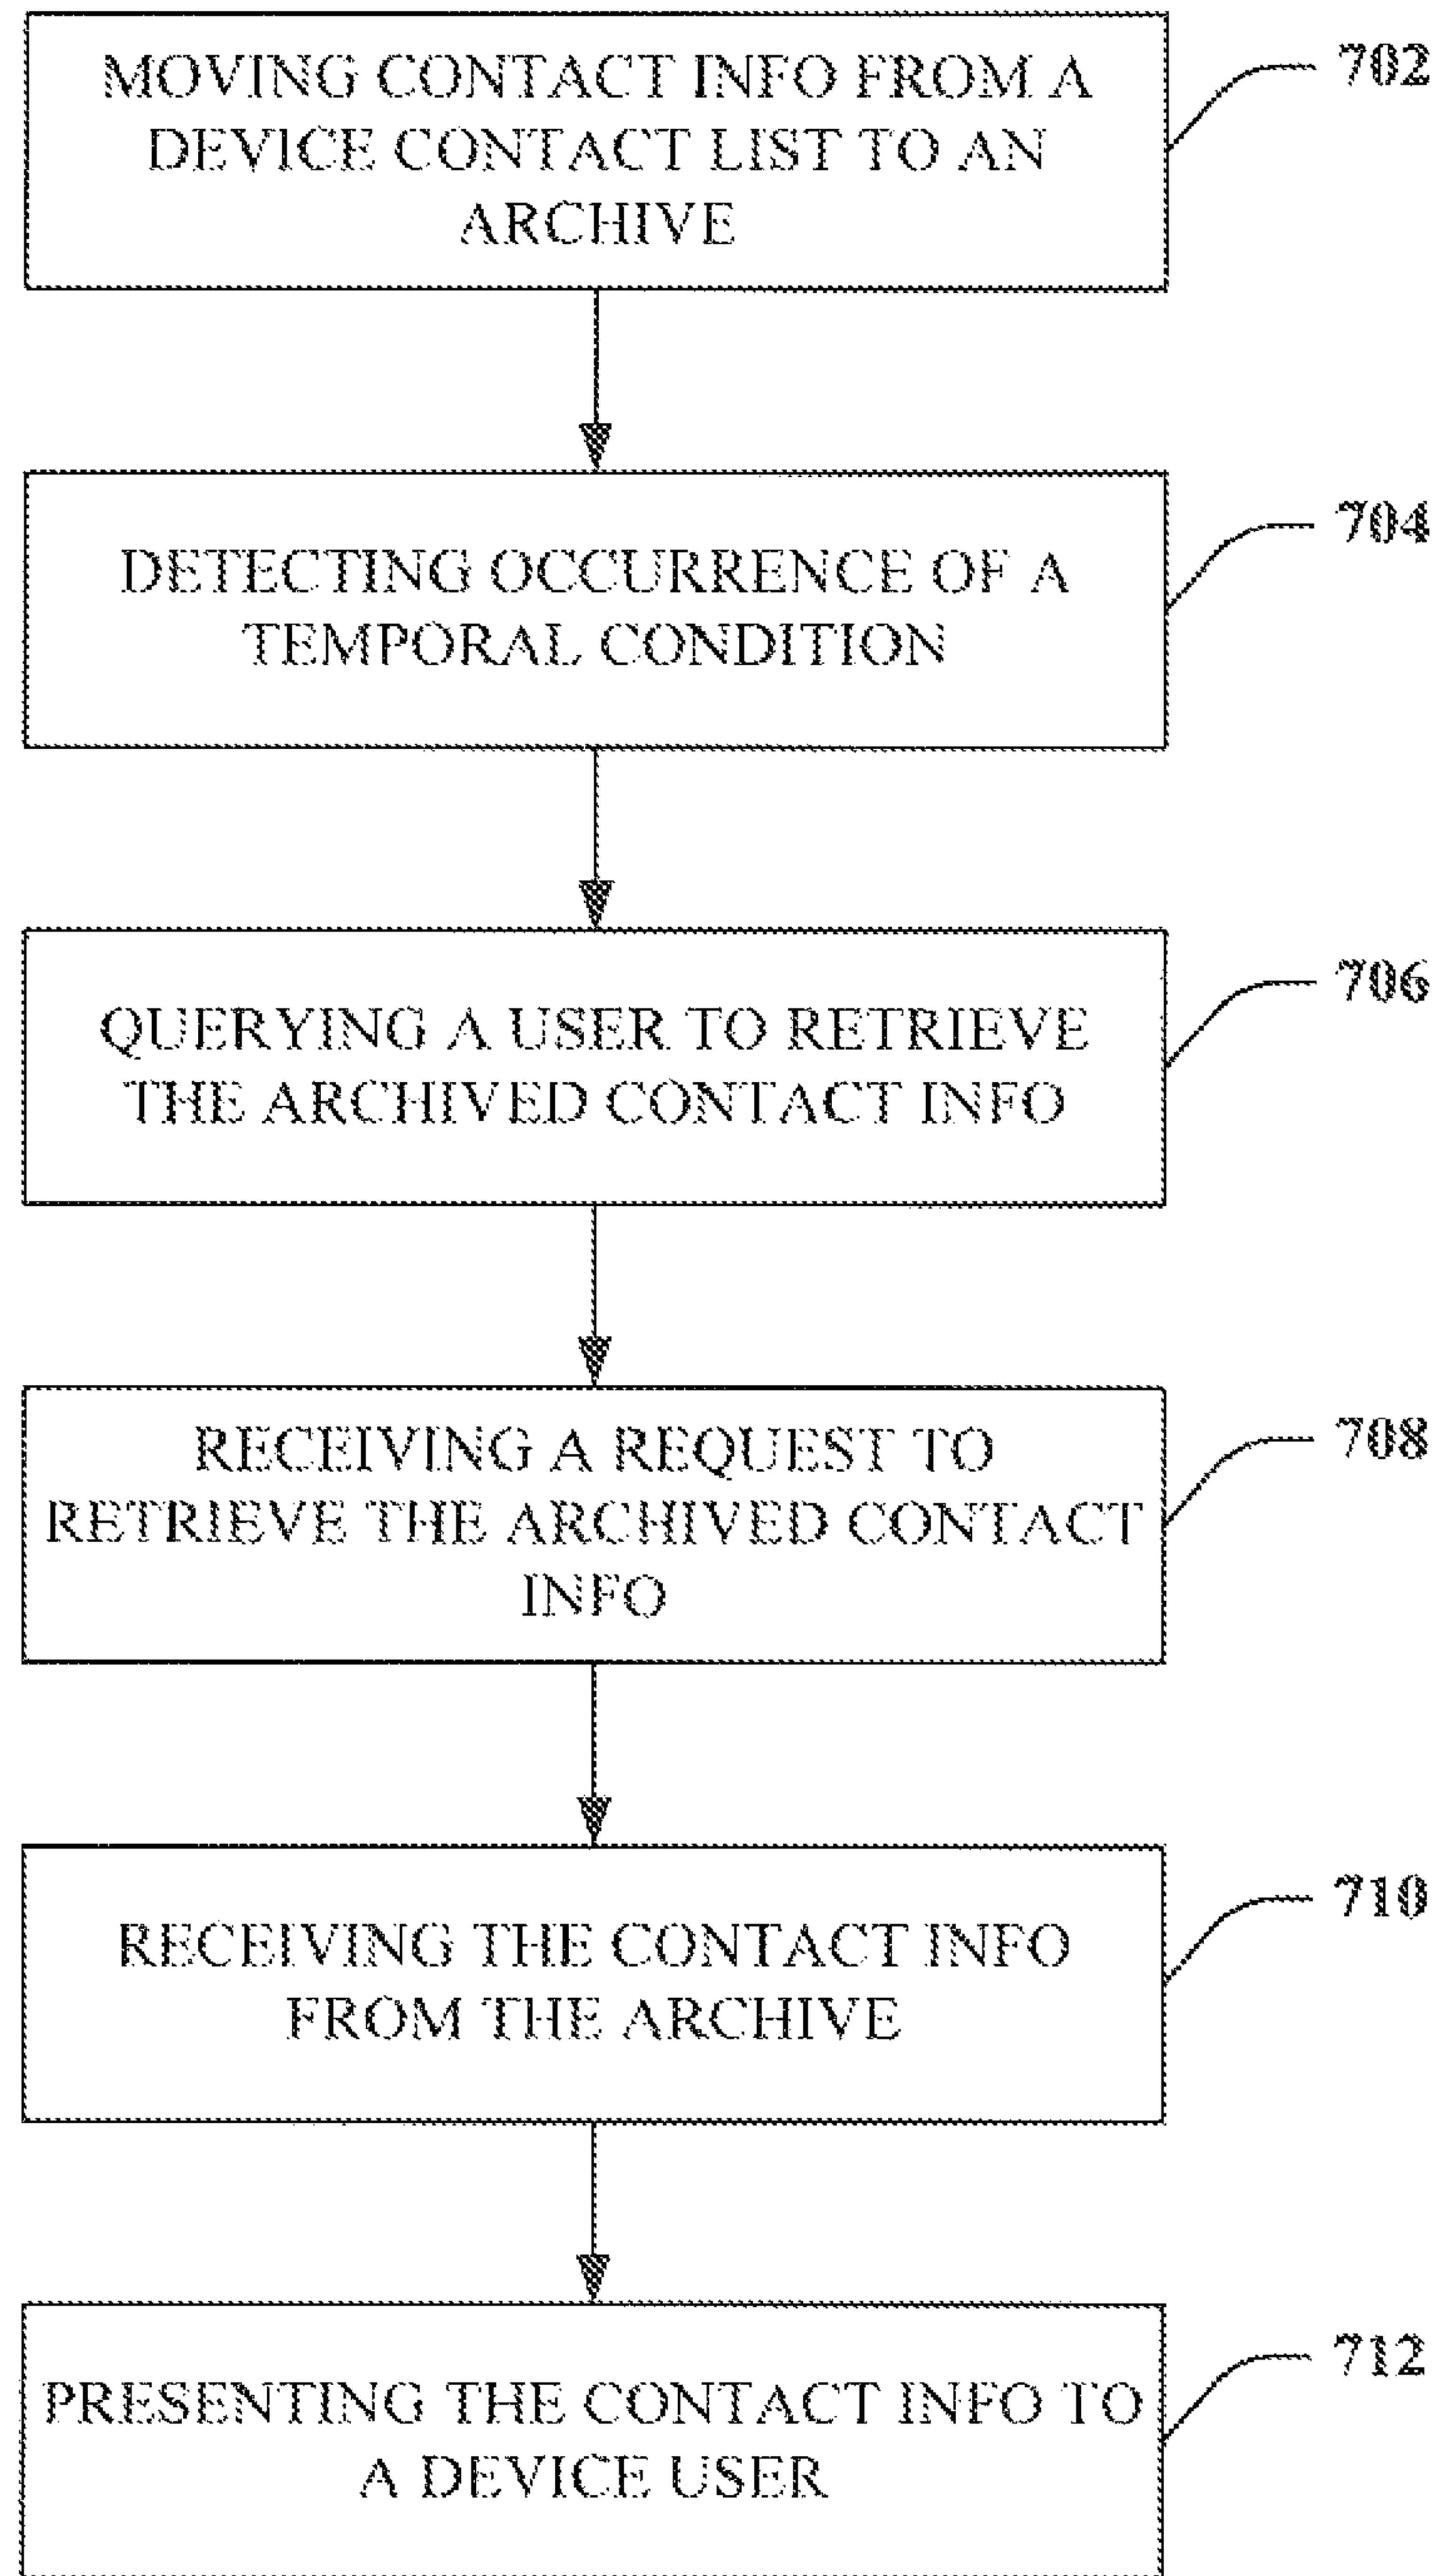 MOVING CONTACT INFO FROM A
DEVICE CONTACT LIST TO AN
ARCHIVE
702
DETECTING OCCURRENCE OF A
TEMPORAL CONDITION
704
QUERYING A USER TO RETRIEVE
THE ARCHIVED CONTACT INFO
706
RECEIVING A REQUEST TO
RETRIEVE THE ARCHIVED CONTACT
INFO
708
RECEIVING THE CONTACT INFO
FROM THE ARCHIVE
710
PRESENTING THE CONTACT INFO TO
A DEVICE USER
712